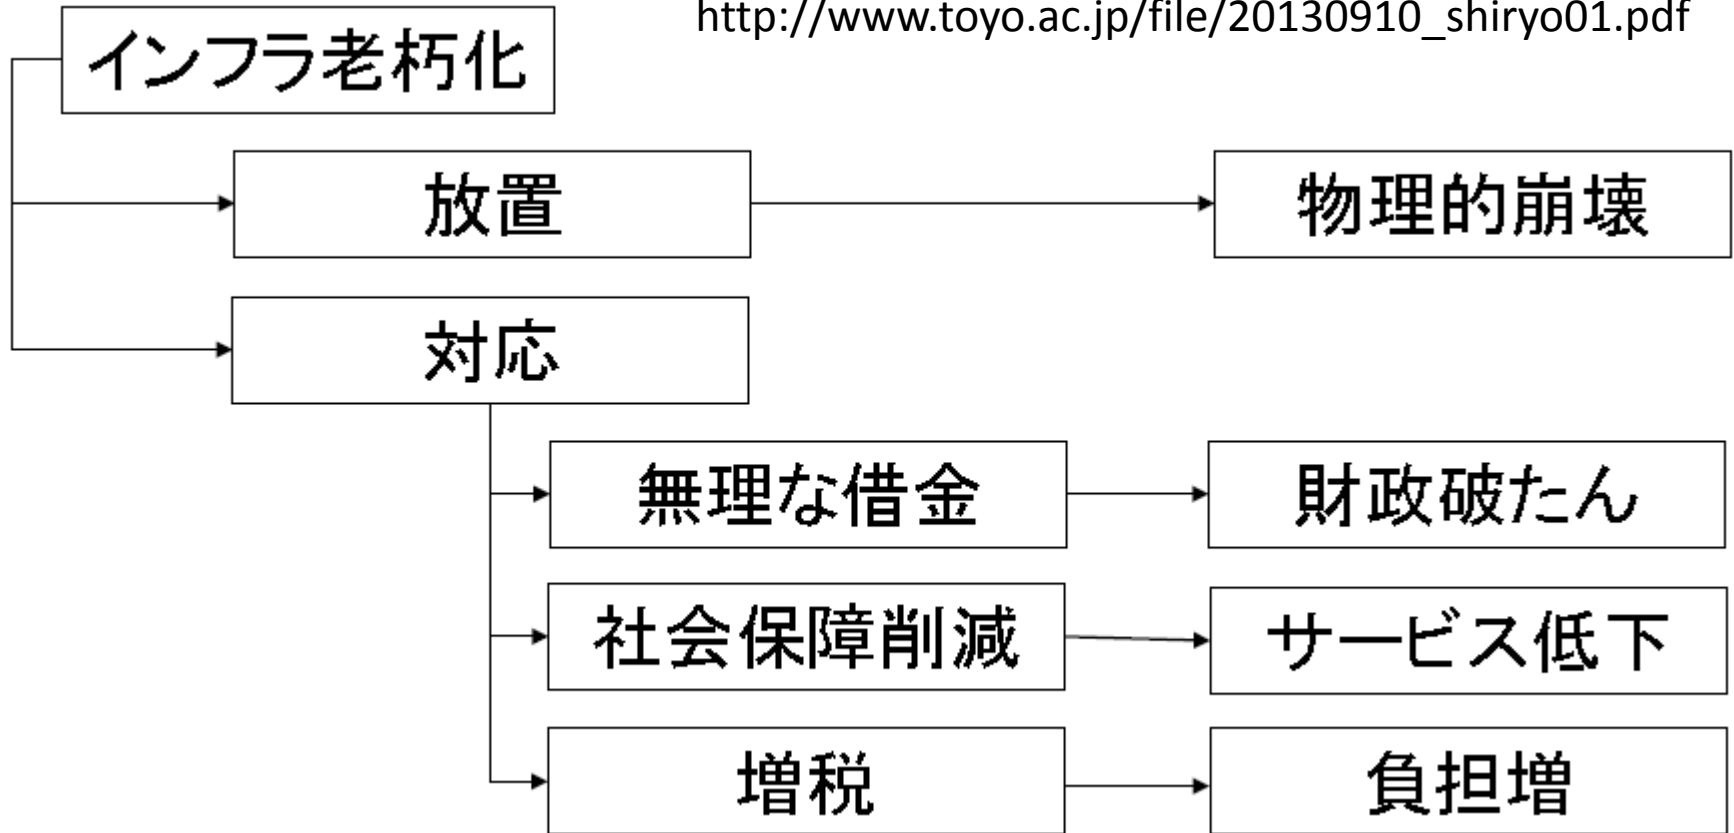 http://www.toyo.ac.jp/file/20130910_shiryo01.pdf
インフラ老朽化
放置
物理的崩壊
対応
無理な借金
財政破たん
社会保障削減
サービス低下
増税
負担増